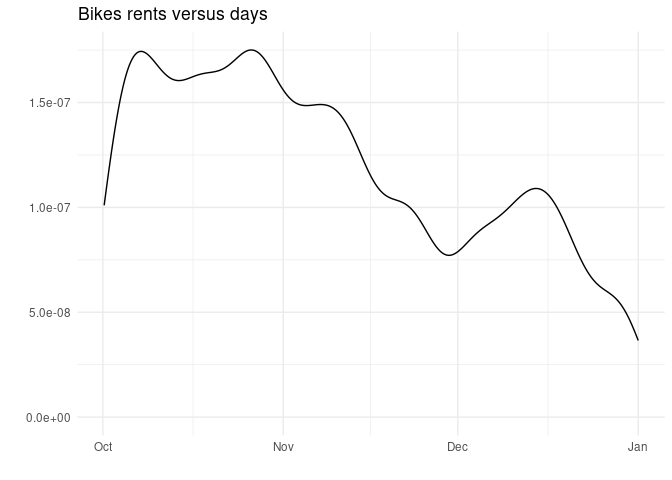 Bikes rents versus days
1.5e-07
1.0e-07
5.0e-08
0.0e+00
Oct Nov Dec Jan